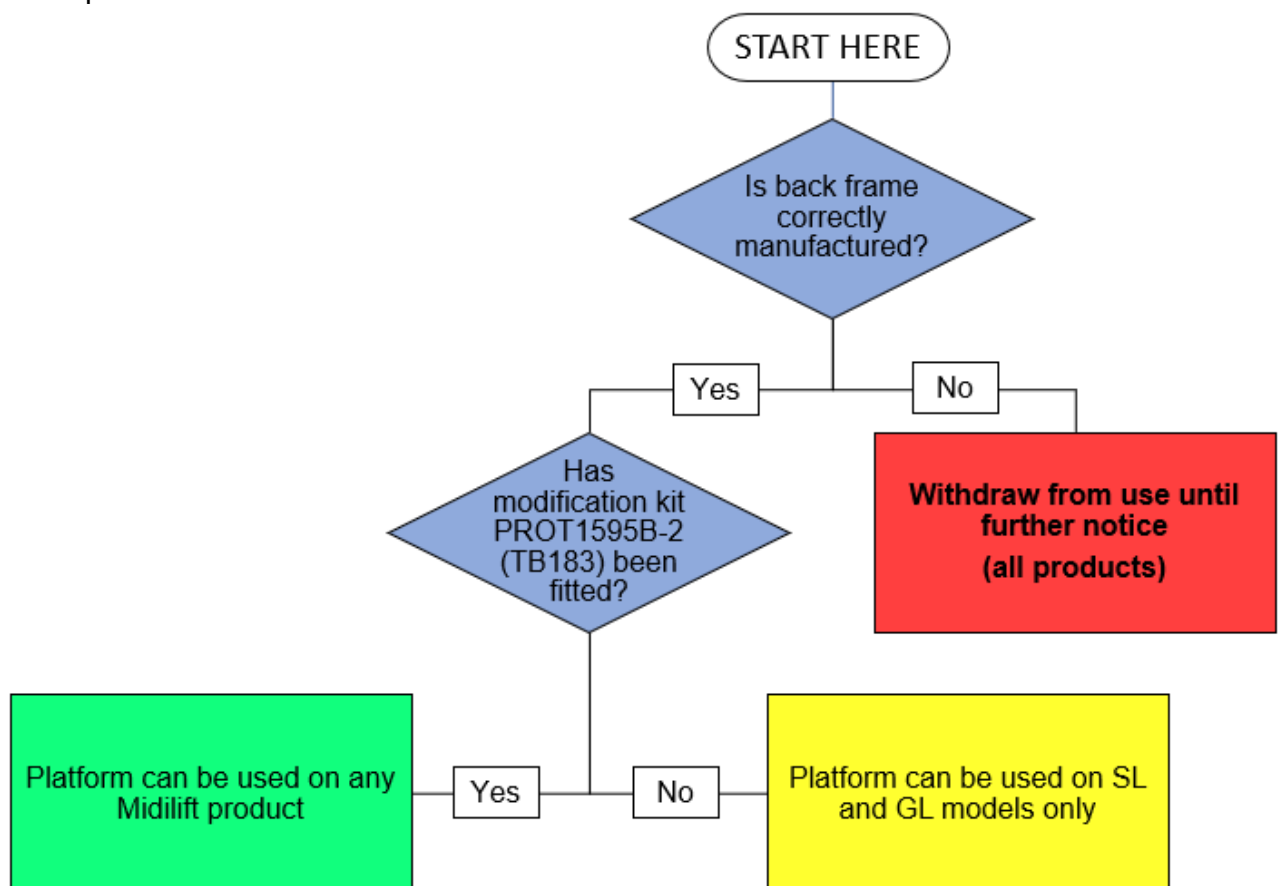 START HERE
Is back frame
correctly
manufactured?
Yes
No
Has
modification kit
PROT1595B-2
(TB183) been
fitted?
Withdraw from use until
further notice
(all products)
Platform can be used on any
Midilift product
Yes
No
Platform can be used on SL
and GL models only